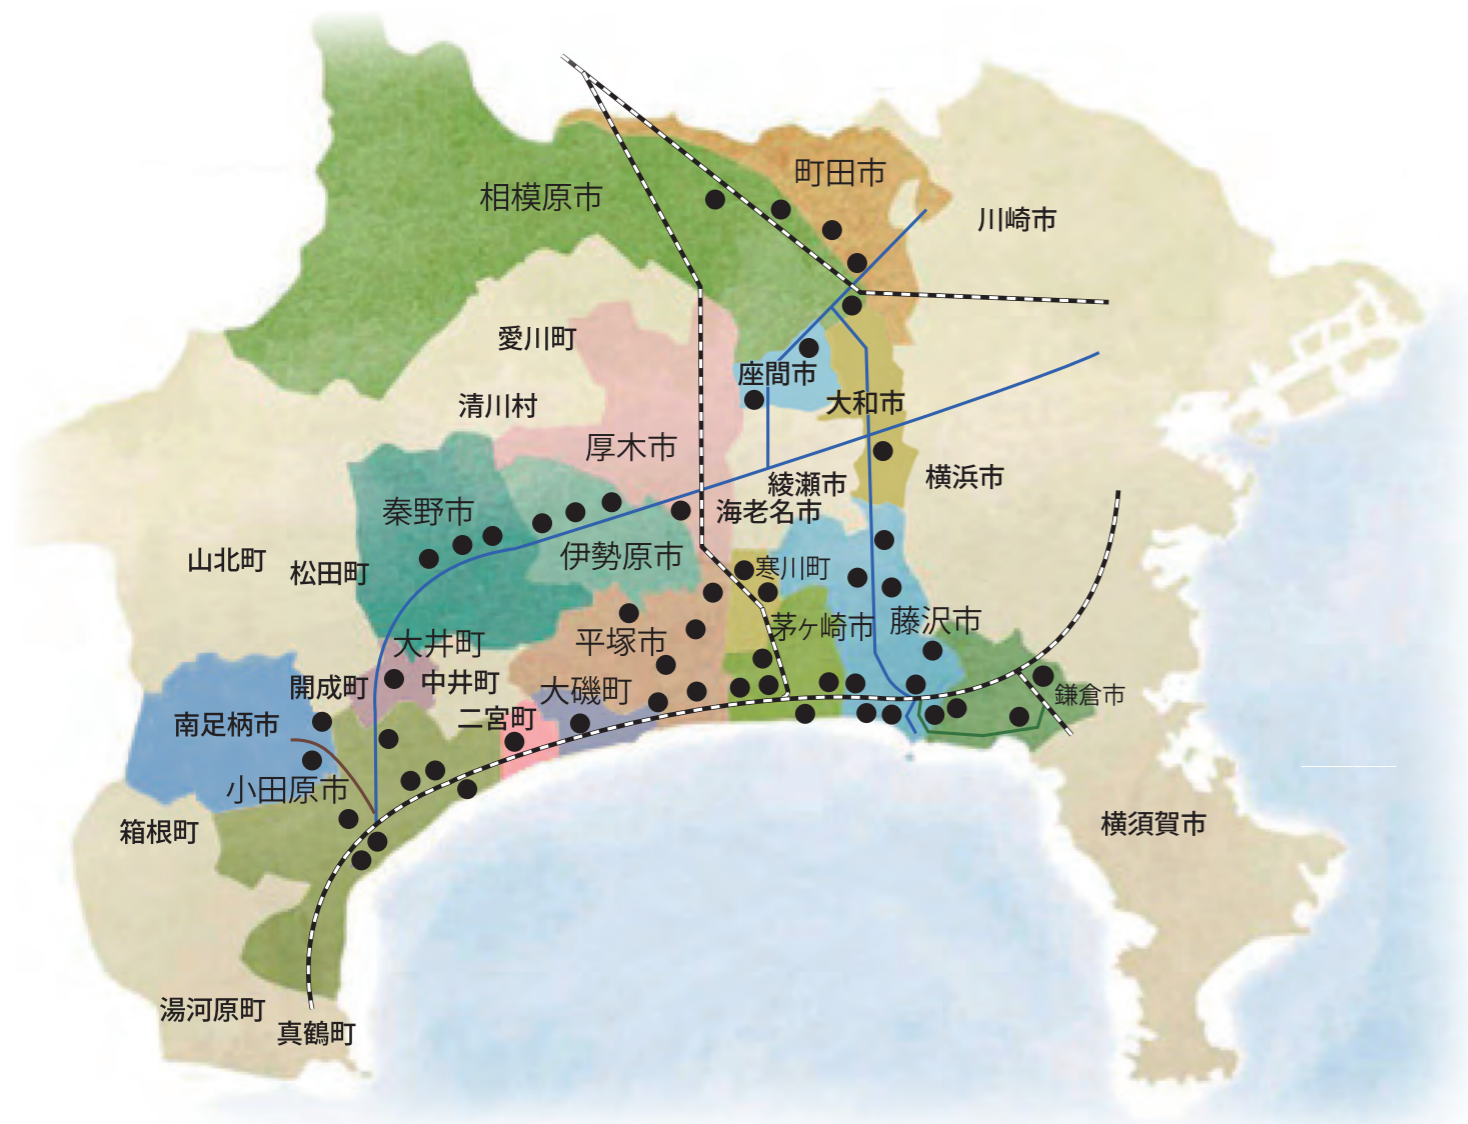 町田市
相模原市
川崎市
愛川町
座間市
大和市
清川村
厚木市
横浜市
綾瀬市
海老名市
秦野市
伊勢原市
寒川町
山北町
松田町
茅ヶ崎市
藤沢市
平塚市
大井町
中井町
開成町
大磯町
鎌倉市
二宮町
南足柄市
小田原市
箱根町
横須賀市
湯河原町
真鶴町